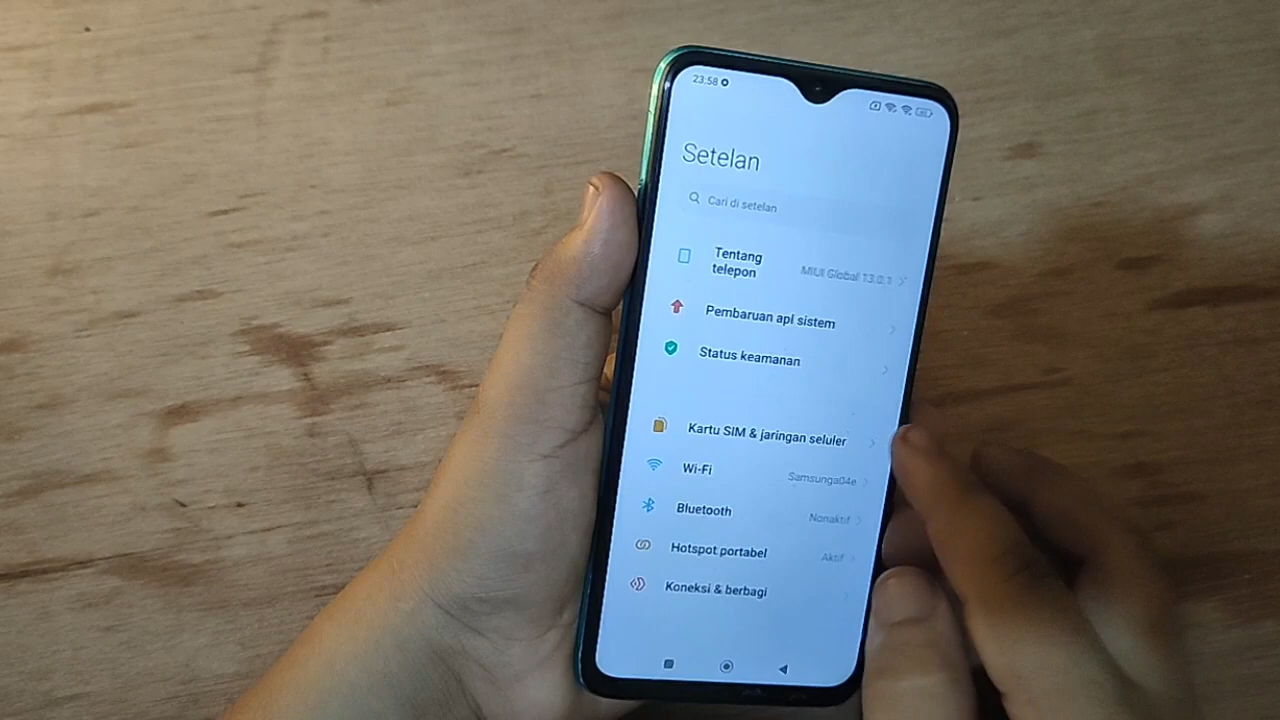 23:58
Setelan
Cari di setelan
Tentang telepon
MIUI Global 13.0.1
Pembaruan apl sistem
Status keamanan
Kartu SIM & jaringan seluler
Wi-Fi
Samsunga04e
Bluetooth
Nonaktif
Hotspot portabel
Aktif
Koneksi & berbagi